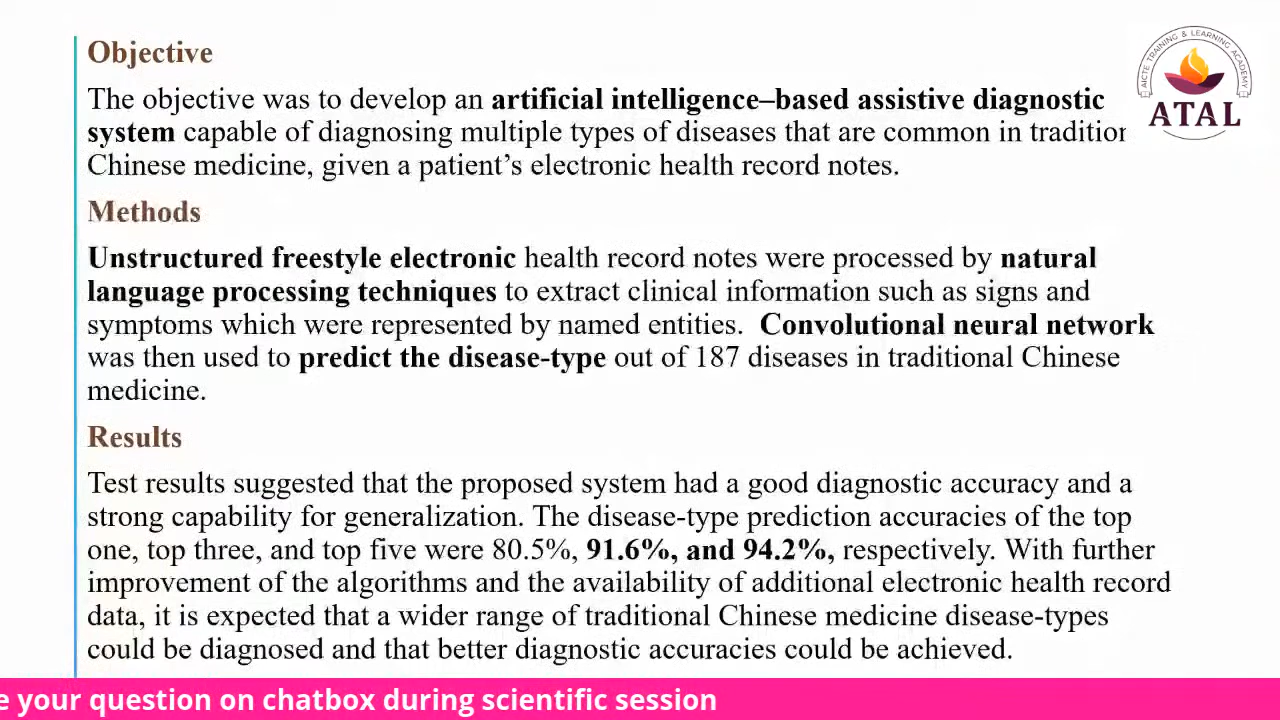 Objective
The objective was to develop an artificial intelligence–based assistive diagnostic
system capable of diagnosing multiple types of diseases that are common in tradition
Chinese medicine, given a patient’s electronic health record notes.
Methods
Unstructured freestyle electronic health record notes were processed by natural
language processing techniques to extract clinical information such as signs and
symptoms which were represented by named entities. Convolutional neural network
was then used to predict the disease-type out of 187 diseases in traditional Chinese
medicine.
Results
Test results suggested that the proposed system had a good diagnostic accuracy and a
strong capability for generalization. The disease-type prediction accuracies of the top
one, top three, and top five were 80.5%, 91.6%, and 94.2%, respectively. With further
improvement of the algorithms and the availability of additional electronic health record
data, it is expected that a wider range of traditional Chinese medicine disease-types
could be diagnosed and that better diagnostic accuracies could be achieved.
AICTE TRAINING & LEARNING ACADEMY
ATAL
e your question on chatbox during scientific session